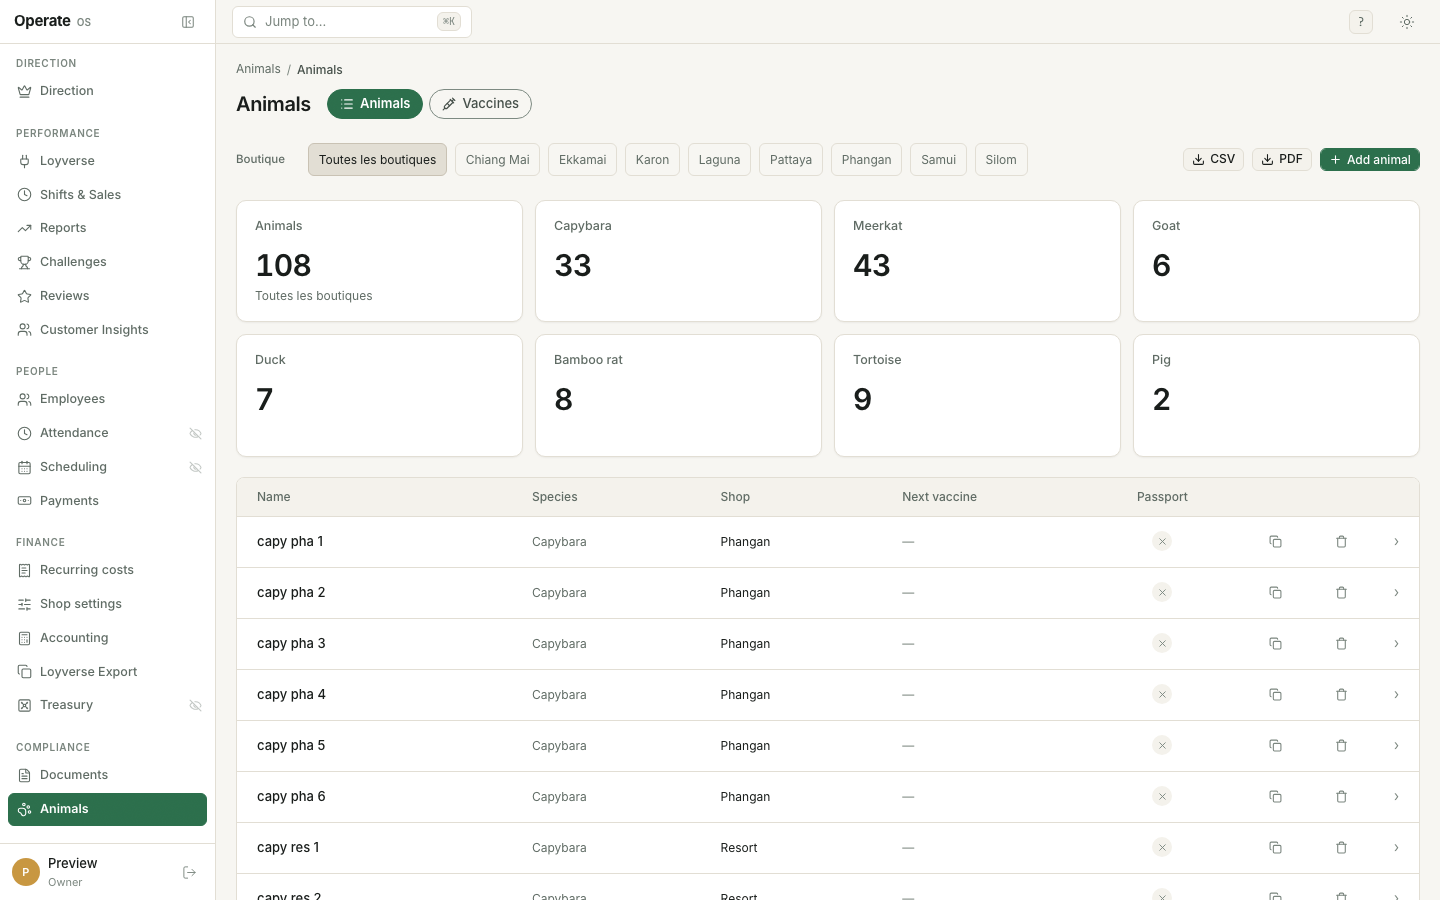 Operate OS
Jump to...
⌘K
?
DIRECTION
Direction
PERFORMANCE
Loyverse
Shifts & Sales
Reports
Challenges
Reviews
Customer Insights
PEOPLE
Employees
Attendance
Scheduling
Payments
FINANCE
Recurring costs
Shop settings
Accounting
Loyverse Export
Treasury
COMPLIANCE
Documents
Animals
P
Preview
Owner
Animals / Animals
Animals
Animals
Vaccines
Boutique
Toutes les boutiques
Chiang Mai
Ekkamai
Karon
Laguna
Pattaya
Phangan
Samui
Silom
CSV
PDF
+ Add animal
Animals
108
Toutes les boutiques
Capybara
33
Meerkat
43
Goat
6
Duck
7
Bamboo rat
8
Tortoise
9
Pig
2
Name Species Shop Next vaccine Passport
capy pha 1 Capybara Phangan —
capy pha 2 Capybara Phangan —
capy pha 3 Capybara Phangan —
capy pha 4 Capybara Phangan —
capy pha 5 Capybara Phangan —
capy pha 6 Capybara Phangan —
capy res 1 Capybara Resort —
capy res 2 Capybara Resort —